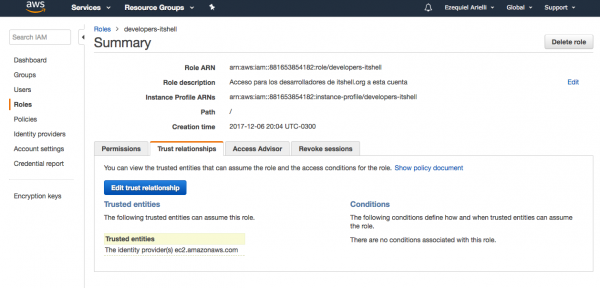 aws
Services
Resource Groups
Ezequiel Arielli
Global
Support
Search IAM
Dashboard
Groups
Users
Roles
Policies
Identity providers
Account settings
Credential report
Encryption keys
Roles > developers-itshell
Summary
Delete role
Role ARN arn:aws:iam::881653854182:role/developers-itshell
Role description Acceso para los desarrolladores de itshell.org a esta cuenta Edit
Instance Profile ARNs arn:aws:iam::881653854182:instance-profile/developers-itshell
Path /
Creation time 2017-12-06 20:04 UTC-0300
Permissions Trust relationships Access Advisor Revoke sessions
You can view the trusted entities that can assume the role and the access conditions for the role. Show policy document
Edit trust relationship
Trusted entities
The following trusted entities can assume this role.
Trusted entities
The identity provider(s) ec2.amazonaws.com
Conditions
The following conditions define how and when trusted entities can assume
the role.
There are no conditions associated with this role.